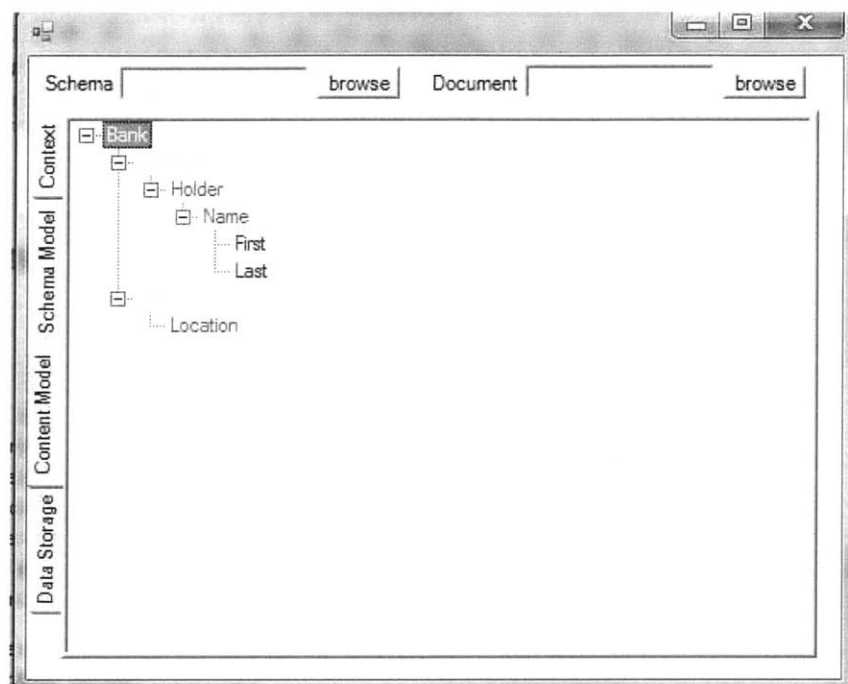 Schema browse Document browse
Context
Schema Model
Content Model
Data Storage
Bank
Holder
Name
First
Last
Location